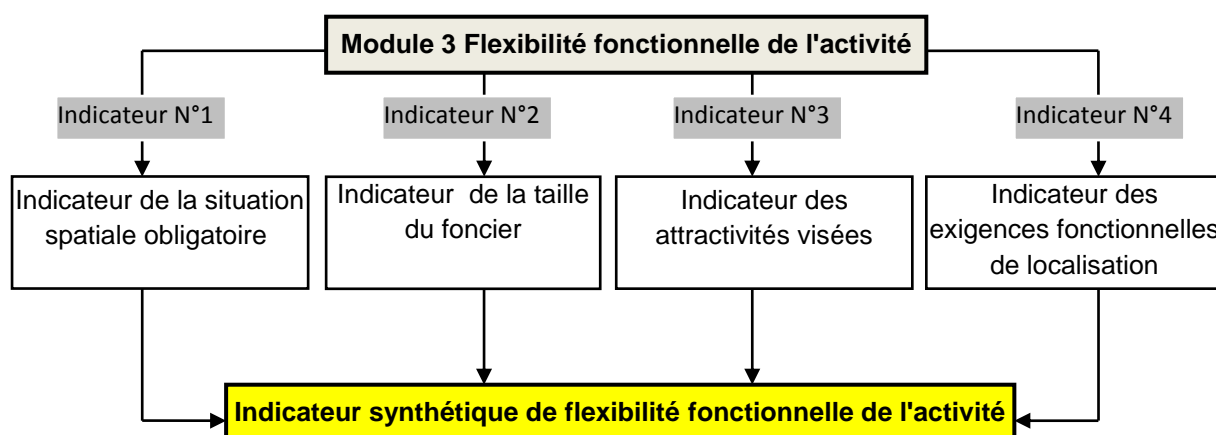 Module 3 Flexibilité fonctionnelle de l'activité
Indicateur N°1
Indicateur N°2
Indicateur N°3
Indicateur N°4
Indicateur de la situation
spatiale obligatoire
Indicateur de la taille
du foncier
Indicateur des
attractivités visées
Indicateur des
exigences fonctionnelles
de localisation
Indicateur synthétique de flexibilité fonctionnelle de l'activité